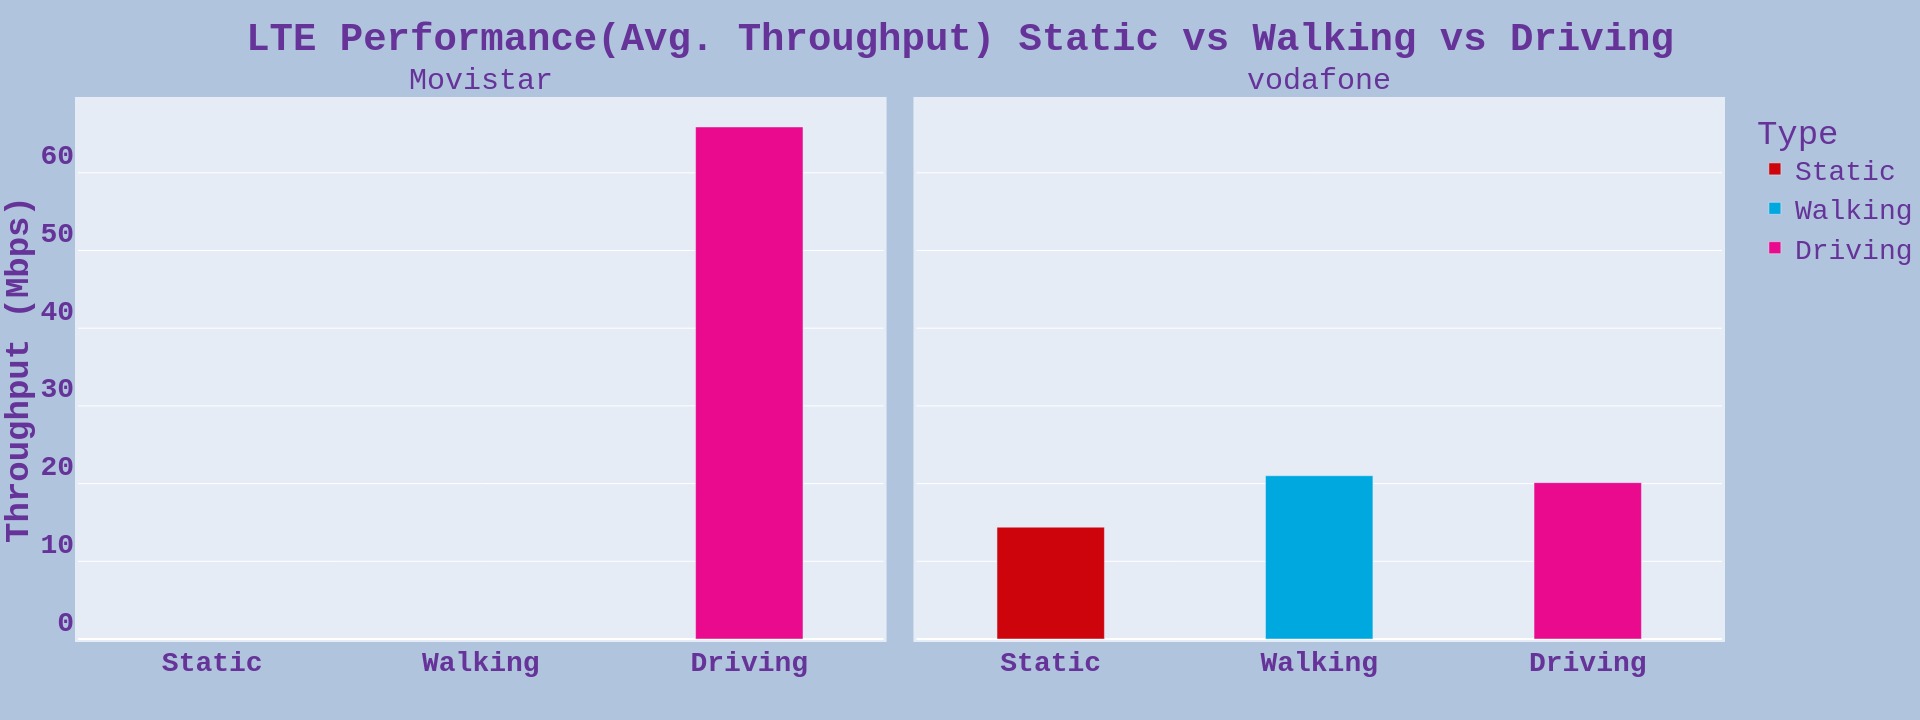 LTE Performance(Avg. Throughput) Static vs Walking vs Driving
Movistar
vodafone
Throughput (Mbps)
60
50
40
30
20
10
0
Static Walking Driving
Static Walking Driving
Type
Static
Walking
Driving